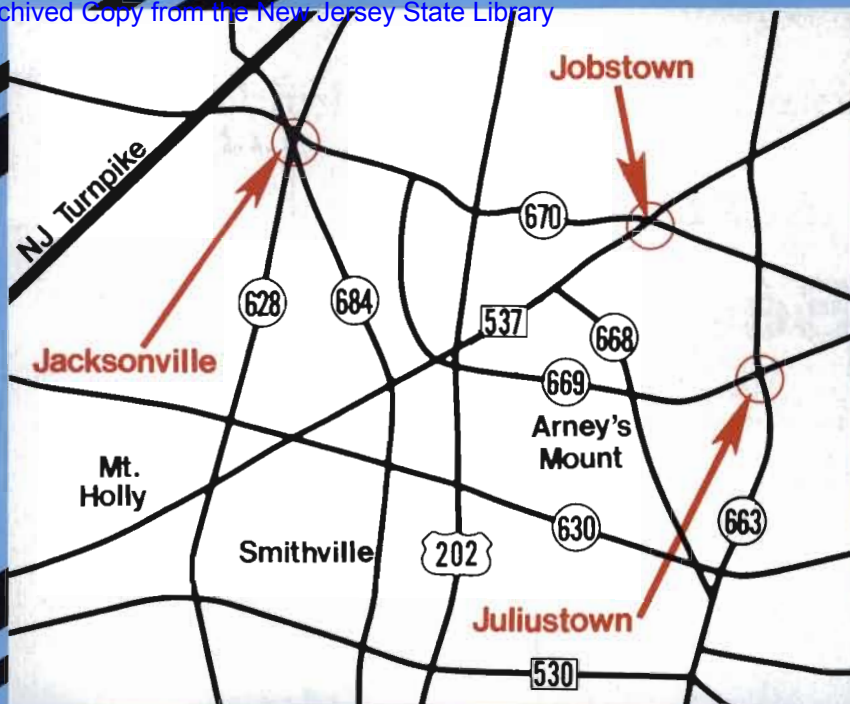 chived Copy from the New Jersey State Library
Jobstown
NJ Turnpike
670
628
684
537
668
Jacksonville
669
Arney's
Mount
Mt.
Holly
630
663
Smithville
202
Juliustown
530